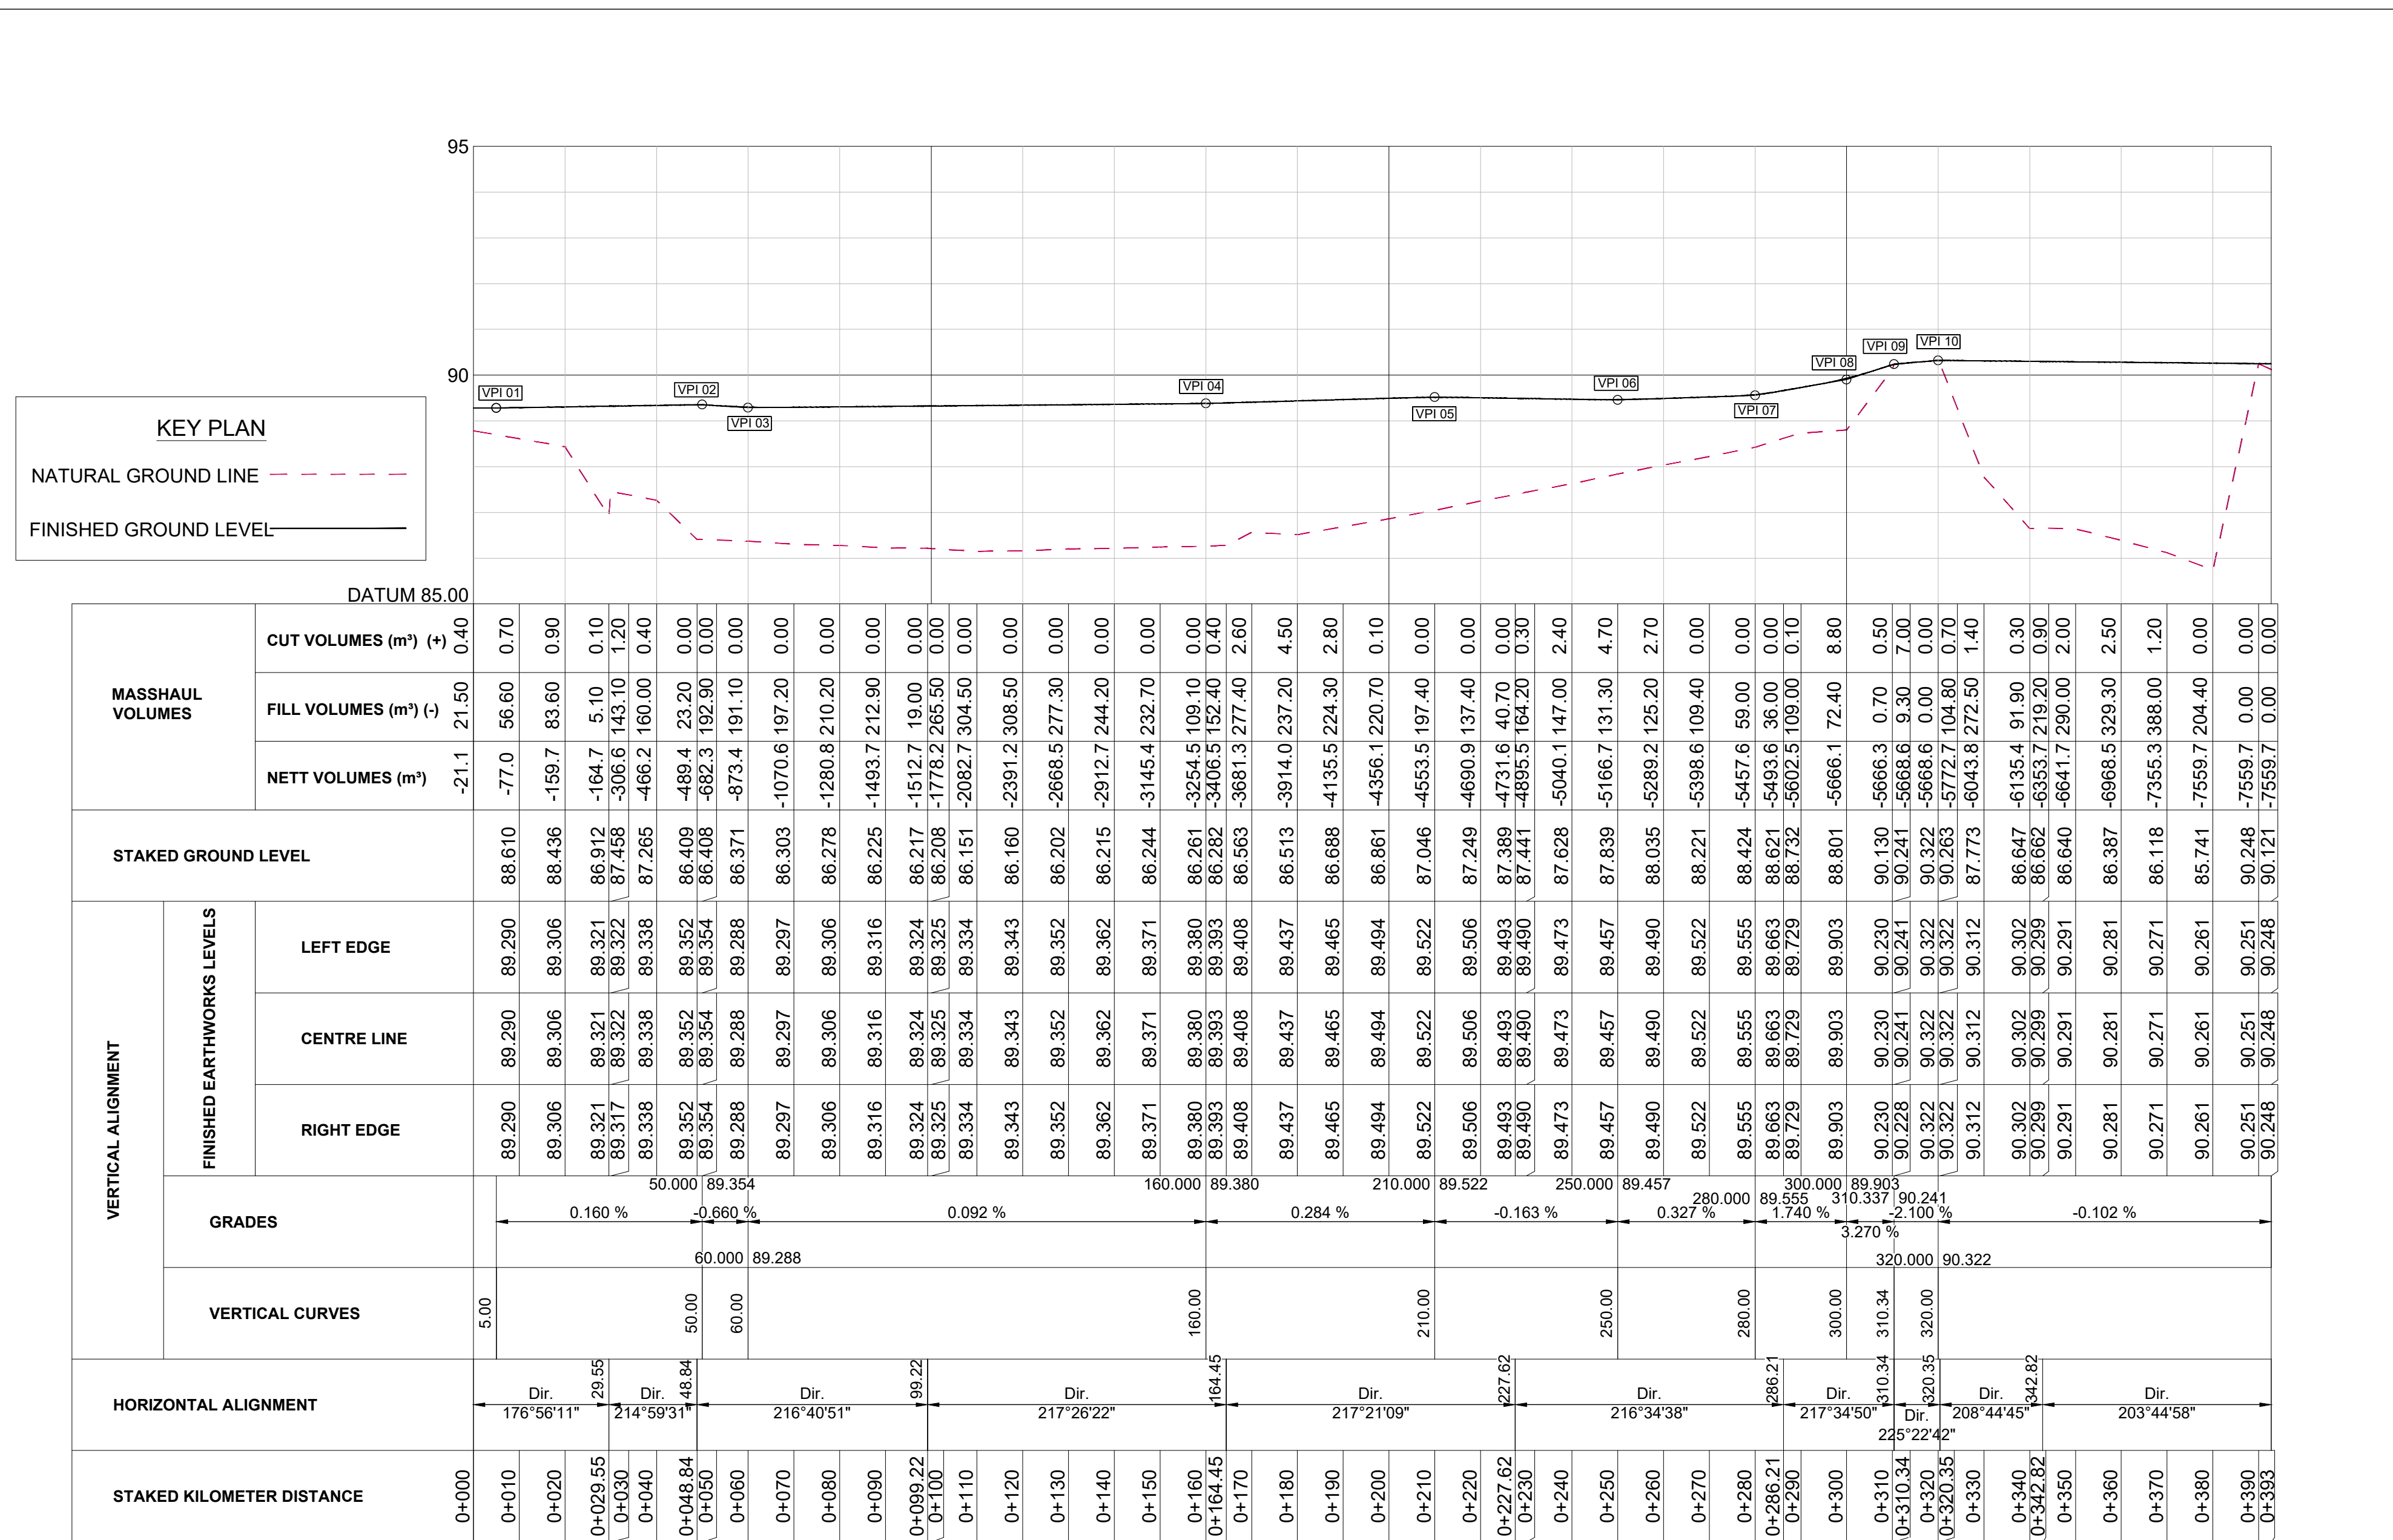 95
90
DATUM 85.00
VPI 01
VPI 02
VPI 03
VPI 04
VPI 05
VPI 06
VPI 07
VPI 08
VPI 09
VPI 10
KEY PLAN
NATURAL GROUND LINE
FINISHED GROUND LEVEL
MASSHAUL
VOLUMES
CUT VOLUMES (m³) (+)
0.40 0.70 0.90 0.10 1.20 0.40 0.00 0.00 0.00 0.00 0.00 0.00 0.00 0.00 0.00 0.00 0.00 0.00 0.00 0.00 0.40 2.60 4.50 2.80 0.10 0.00 0.00 0.00 0.30 2.40 4.70 2.70 0.00 0.00 0.00 0.10 8.80 0.50 7.00 0.00 0.70 1.40 0.30 0.90 2.00 2.50 1.20 0.00 0.00 0.00
FILL VOLUMES (m³) (-)
21.50 56.60 83.60 5.10 143.10 160.00 23.20 192.90 191.10 197.20 210.20 212.90 19.00 265.50 304.50 308.50 277.30 244.20 232.70 109.10 152.40 277.40 237.20 224.30 220.70 197.40 137.40 40.70 164.20 147.00 131.30 125.20 109.40 59.00 36.00 109.00 72.40 0.70 9.30 0.00 104.80 272.50 91.90 219.20 290.00 329.30 388.00 204.40 0.00 0.00
NETT VOLUMES (m³)
-21.1 -77.0 -159.7 -164.7 -306.6 -466.2 -489.4 -682.3 -873.4 -1070.6 -1280.8 -1493.7 -1512.7 -1778.2 -2082.7 -2391.2 -2668.5 -2912.7 -3145.4 -3254.5 -3406.5 -3681.3 -3914.0 -4135.5 -4356.1 -4553.5 -4690.9 -4731.6 -4895.5 -5040.1 -5166.7 -5289.2 -5398.6 -5457.6 -5493.6 -5602.5 -5666.1 -5666.3 -5668.6 -5668.6 -5772.7 -6043.8 -6135.4 -6353.7 -6641.7 -6968.5 -7355.3 -7559.7 -7559.7 -7559.7
STAKED GROUND LEVEL
88.610 88.436 86.912 87.458 87.265 86.409 86.408 86.371 86.303 86.278 86.225 86.217 86.208 86.151 86.160 86.202 86.215 86.244 86.261 86.282 86.563 86.513 86.688 86.861 87.046 87.249 87.389 87.441 87.628 87.839 88.035 88.221 88.424 88.621 88.732 88.801 90.130 90.241 90.322 90.263 87.773 86.647 86.662 86.640 86.387 86.118 85.741 90.248 90.121
VERTICAL ALIGNMENT
FINISHED EARTHWORKS LEVELS
LEFT EDGE
89.290 89.306 89.321 89.322 89.338 89.352 89.354 89.288 89.297 89.306 89.316 89.324 89.325 89.334 89.343 89.352 89.362 89.371 89.380 89.393 89.408 89.437 89.465 89.494 89.522 89.506 89.493 89.490 89.473 89.457 89.490 89.522 89.555 89.663 89.729 89.903 90.230 90.241 90.322 90.322 90.312 90.302 90.299 90.291 90.281 90.271 90.261 90.251 90.248
CENTRE LINE
89.290 89.306 89.321 89.322 89.338 89.352 89.354 89.288 89.297 89.306 89.316 89.324 89.325 89.334 89.343 89.352 89.362 89.371 89.380 89.393 89.408 89.437 89.465 89.494 89.522 89.506 89.493 89.490 89.473 89.457 89.490 89.522 89.555 89.663 89.729 89.903 90.230 90.241 90.322 90.322 90.312 90.302 90.299 90.291 90.281 90.271 90.261 90.251 90.248
RIGHT EDGE
89.290 89.306 89.321 89.317 89.338 89.352 89.354 89.288 89.297 89.306 89.316 89.324 89.325 89.334 89.343 89.352 89.362 89.371 89.380 89.393 89.408 89.437 89.465 89.494 89.522 89.506 89.493 89.490 89.473 89.457 89.490 89.522 89.555 89.663 89.729 89.903 90.230 90.228 90.322 90.322 90.312 90.302 90.299 90.291 90.281 90.271 90.261 90.251 90.248
GRADES
50.000 89.354 160.000 89.380 210.000 89.522 250.000 89.457 300.000 89.903
280.000 89.555 310.337 90.241
0.160 % -0.660 % 0.092 % 0.284 % -0.163 % 0.327 % 1.740 % -2.100 % -0.102 %
3.270 %
60.000 89.288 320.000 90.322
VERTICAL CURVES
5.00 50.00 60.00 160.00 210.00 250.00 280.00 300.00 310.34 320.00
HORIZONTAL ALIGNMENT
29.55 48.84 99.22 164.45 227.62 286.21 310.34 320.35 342.82
Dir. Dir. Dir. Dir. Dir. Dir. Dir. Dir. Dir.
176°56'11" 214°59'31" 216°40'51" 217°26'22" 217°21'09" 216°34'38" 217°34'50" 208°44'45" 203°44'58"
Dir.
225°22'42"
STAKED KILOMETER DISTANCE
0+000 0+010 0+020 0+029.55 0+030 0+040 0+048.84 0+050 0+060 0+070 0+080 0+090 0+099.22 0+100 0+110 0+120 0+130 0+140 0+150 0+160 0+164.45 0+170 0+180 0+190 0+200 0+210 0+220 0+227.62 0+230 0+240 0+250 0+260 0+270 0+280 0+286.21 0+290 0+300 0+310 0+310.34 0+320 0+320.35 0+330 0+340 0+342.82 0+350 0+360 0+370 0+380 0+390 0+393